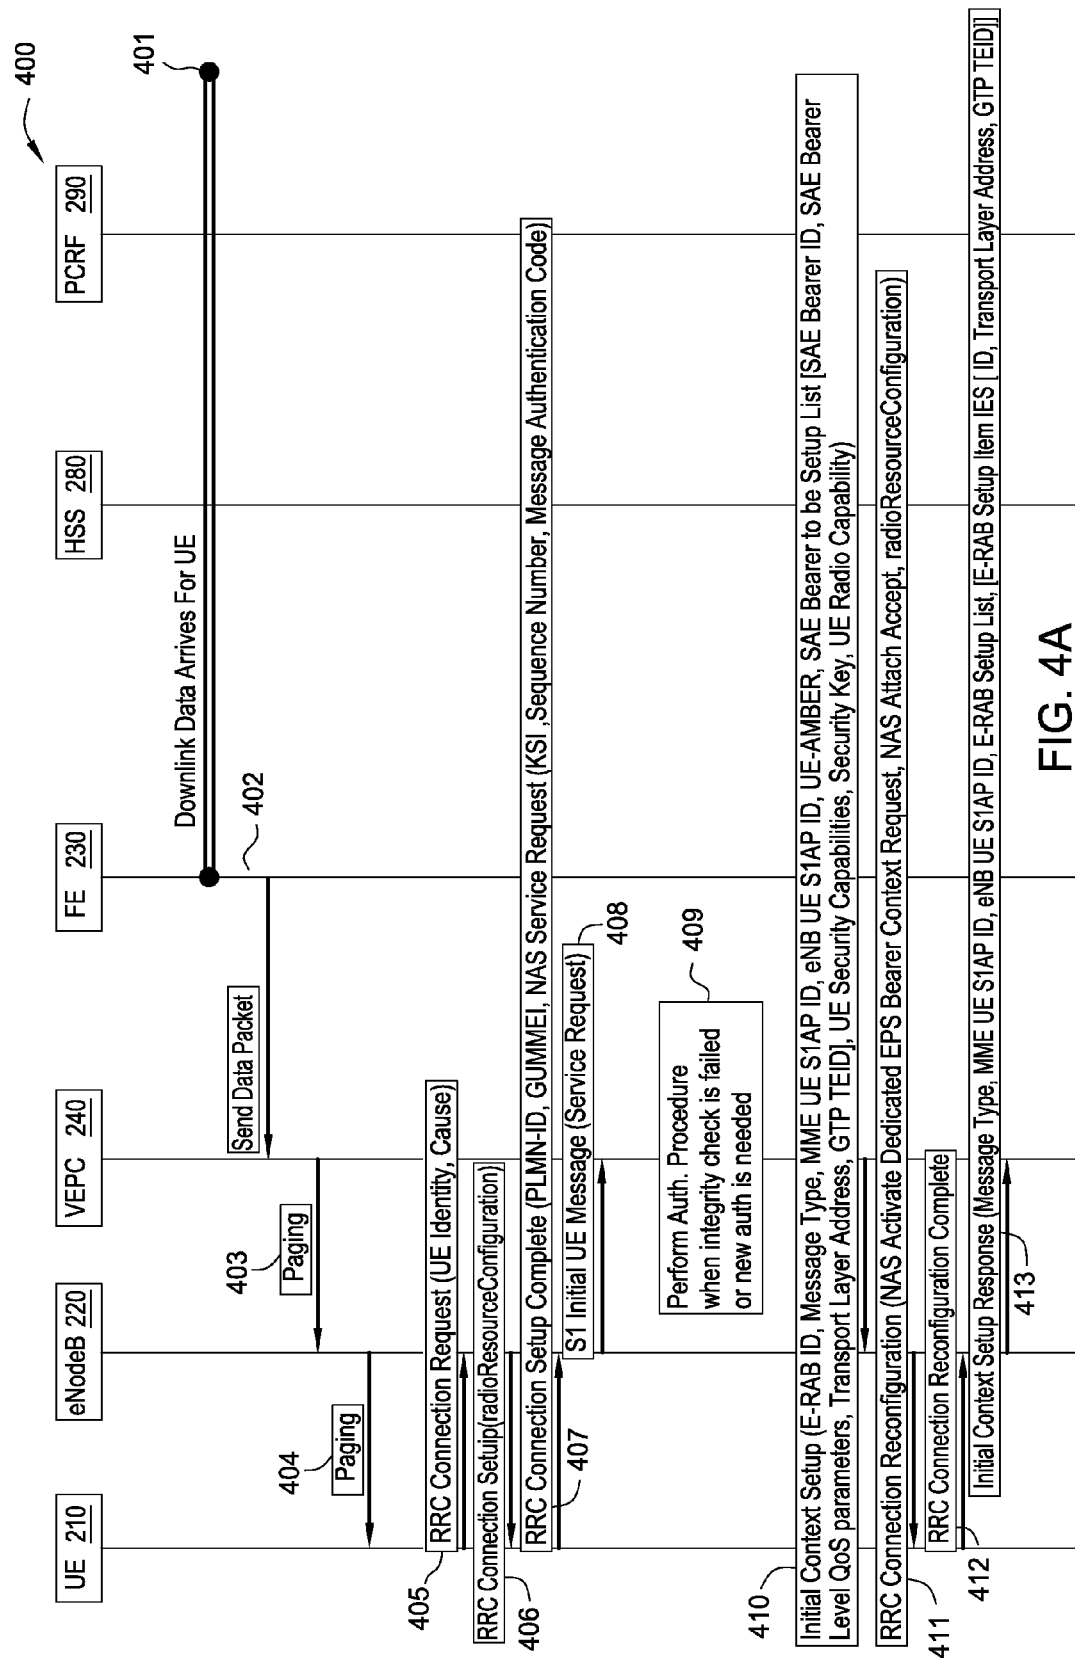 400
UE 210
eNodeB 220
VEPC 240
FE 230
HSS 280
PCRF 290
401
Downlink Data Arrives For UE
402
Send Data Packet
403
Paging
404
Paging
405
RRC Connection Request (UE Identity, Cause)
RRC Connection Setuip(radioResourceConfiguration)
406
RRC Connection Setup Complete (PLMN-ID, GUMMEI, NAS Service Request (KSI ,Sequence Number, Message Authentication Code)
407
S1 Initial UE Message (Service Request)
408
409
Perform Auth. Procedure
when integrity check is failed
or new auth is needed
410
Initial Context Setup (E-RAB ID, Message Type, MME UE S1AP ID, eNB UE S1AP ID, UE-AMBER, SAE Bearer to be Setup List [SAE Bearer ID, SAE Bearer
Level QoS parameters, Transport Layer Address, GTP TEID], UE Security Capabilities, Security Key, UE Radio Capability)
RRC Connection Reconfiguration (NAS Activate Dedicated EPS Bearer Context Request, NAS Attach Accept, radioResourceConfiguration)
411
RRC Connection Reconfiguration Complete
412
Initial Context Setup Response (Message Type, MME UE S1AP ID, eNB UE S1AP ID, E-RAB Setup List, [E-RAB Setup Item IES [ ID, Transport Layer Address, GTP TEID]]
413
FIG. 4A